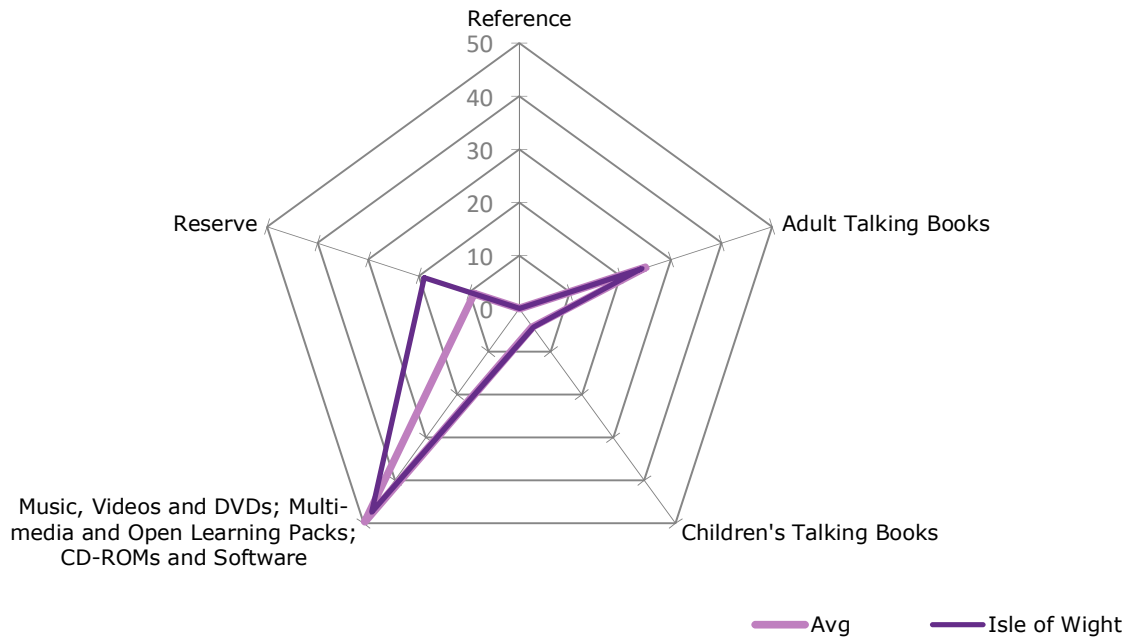 Reference
50
40
30
20
10
0
Reserve
Adult Talking Books
Music, Videos and DVDs; Multi-
media and Open Learning Packs;
CD-ROMs and Software
Children's Talking Books
Avg
Isle of Wight